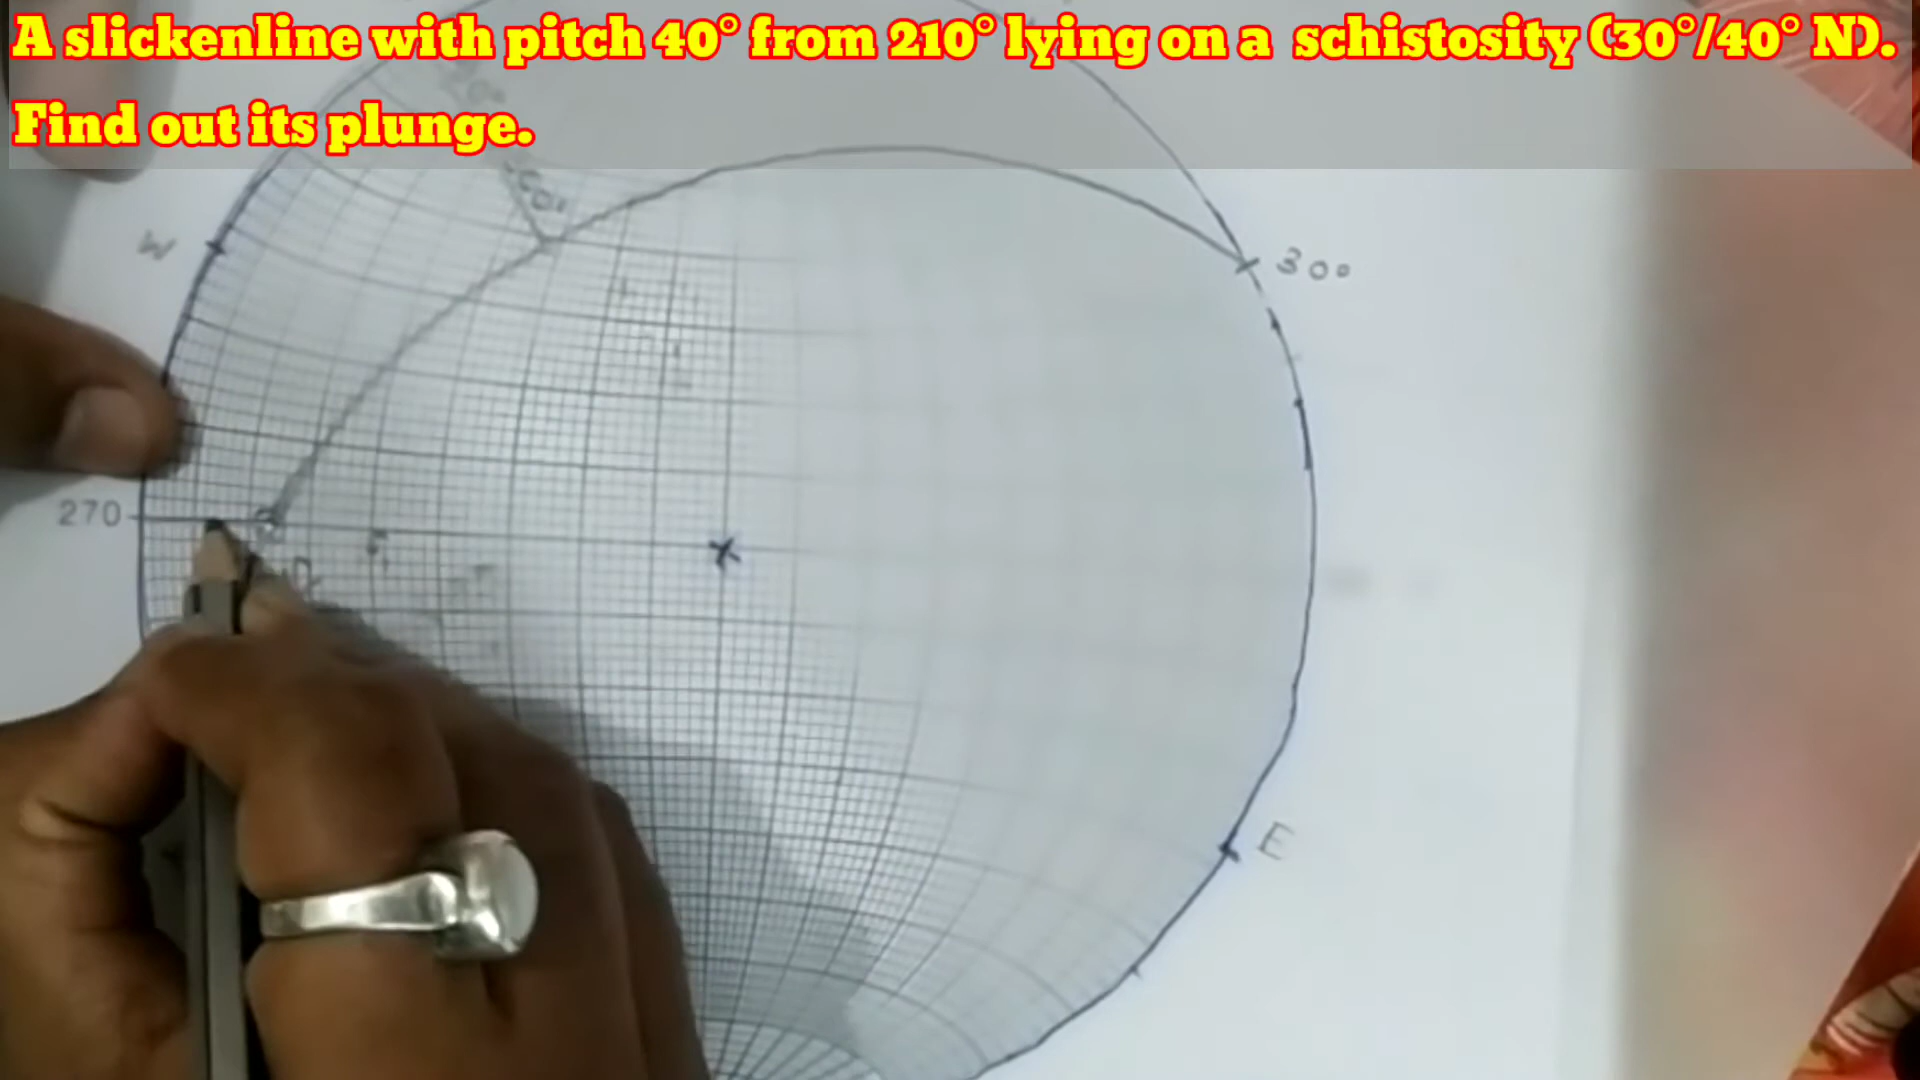 A slickenline with pitch 40° from 210° lying on a schistosity (30°/40° N).
Find out its plunge.
W
30°
270
E